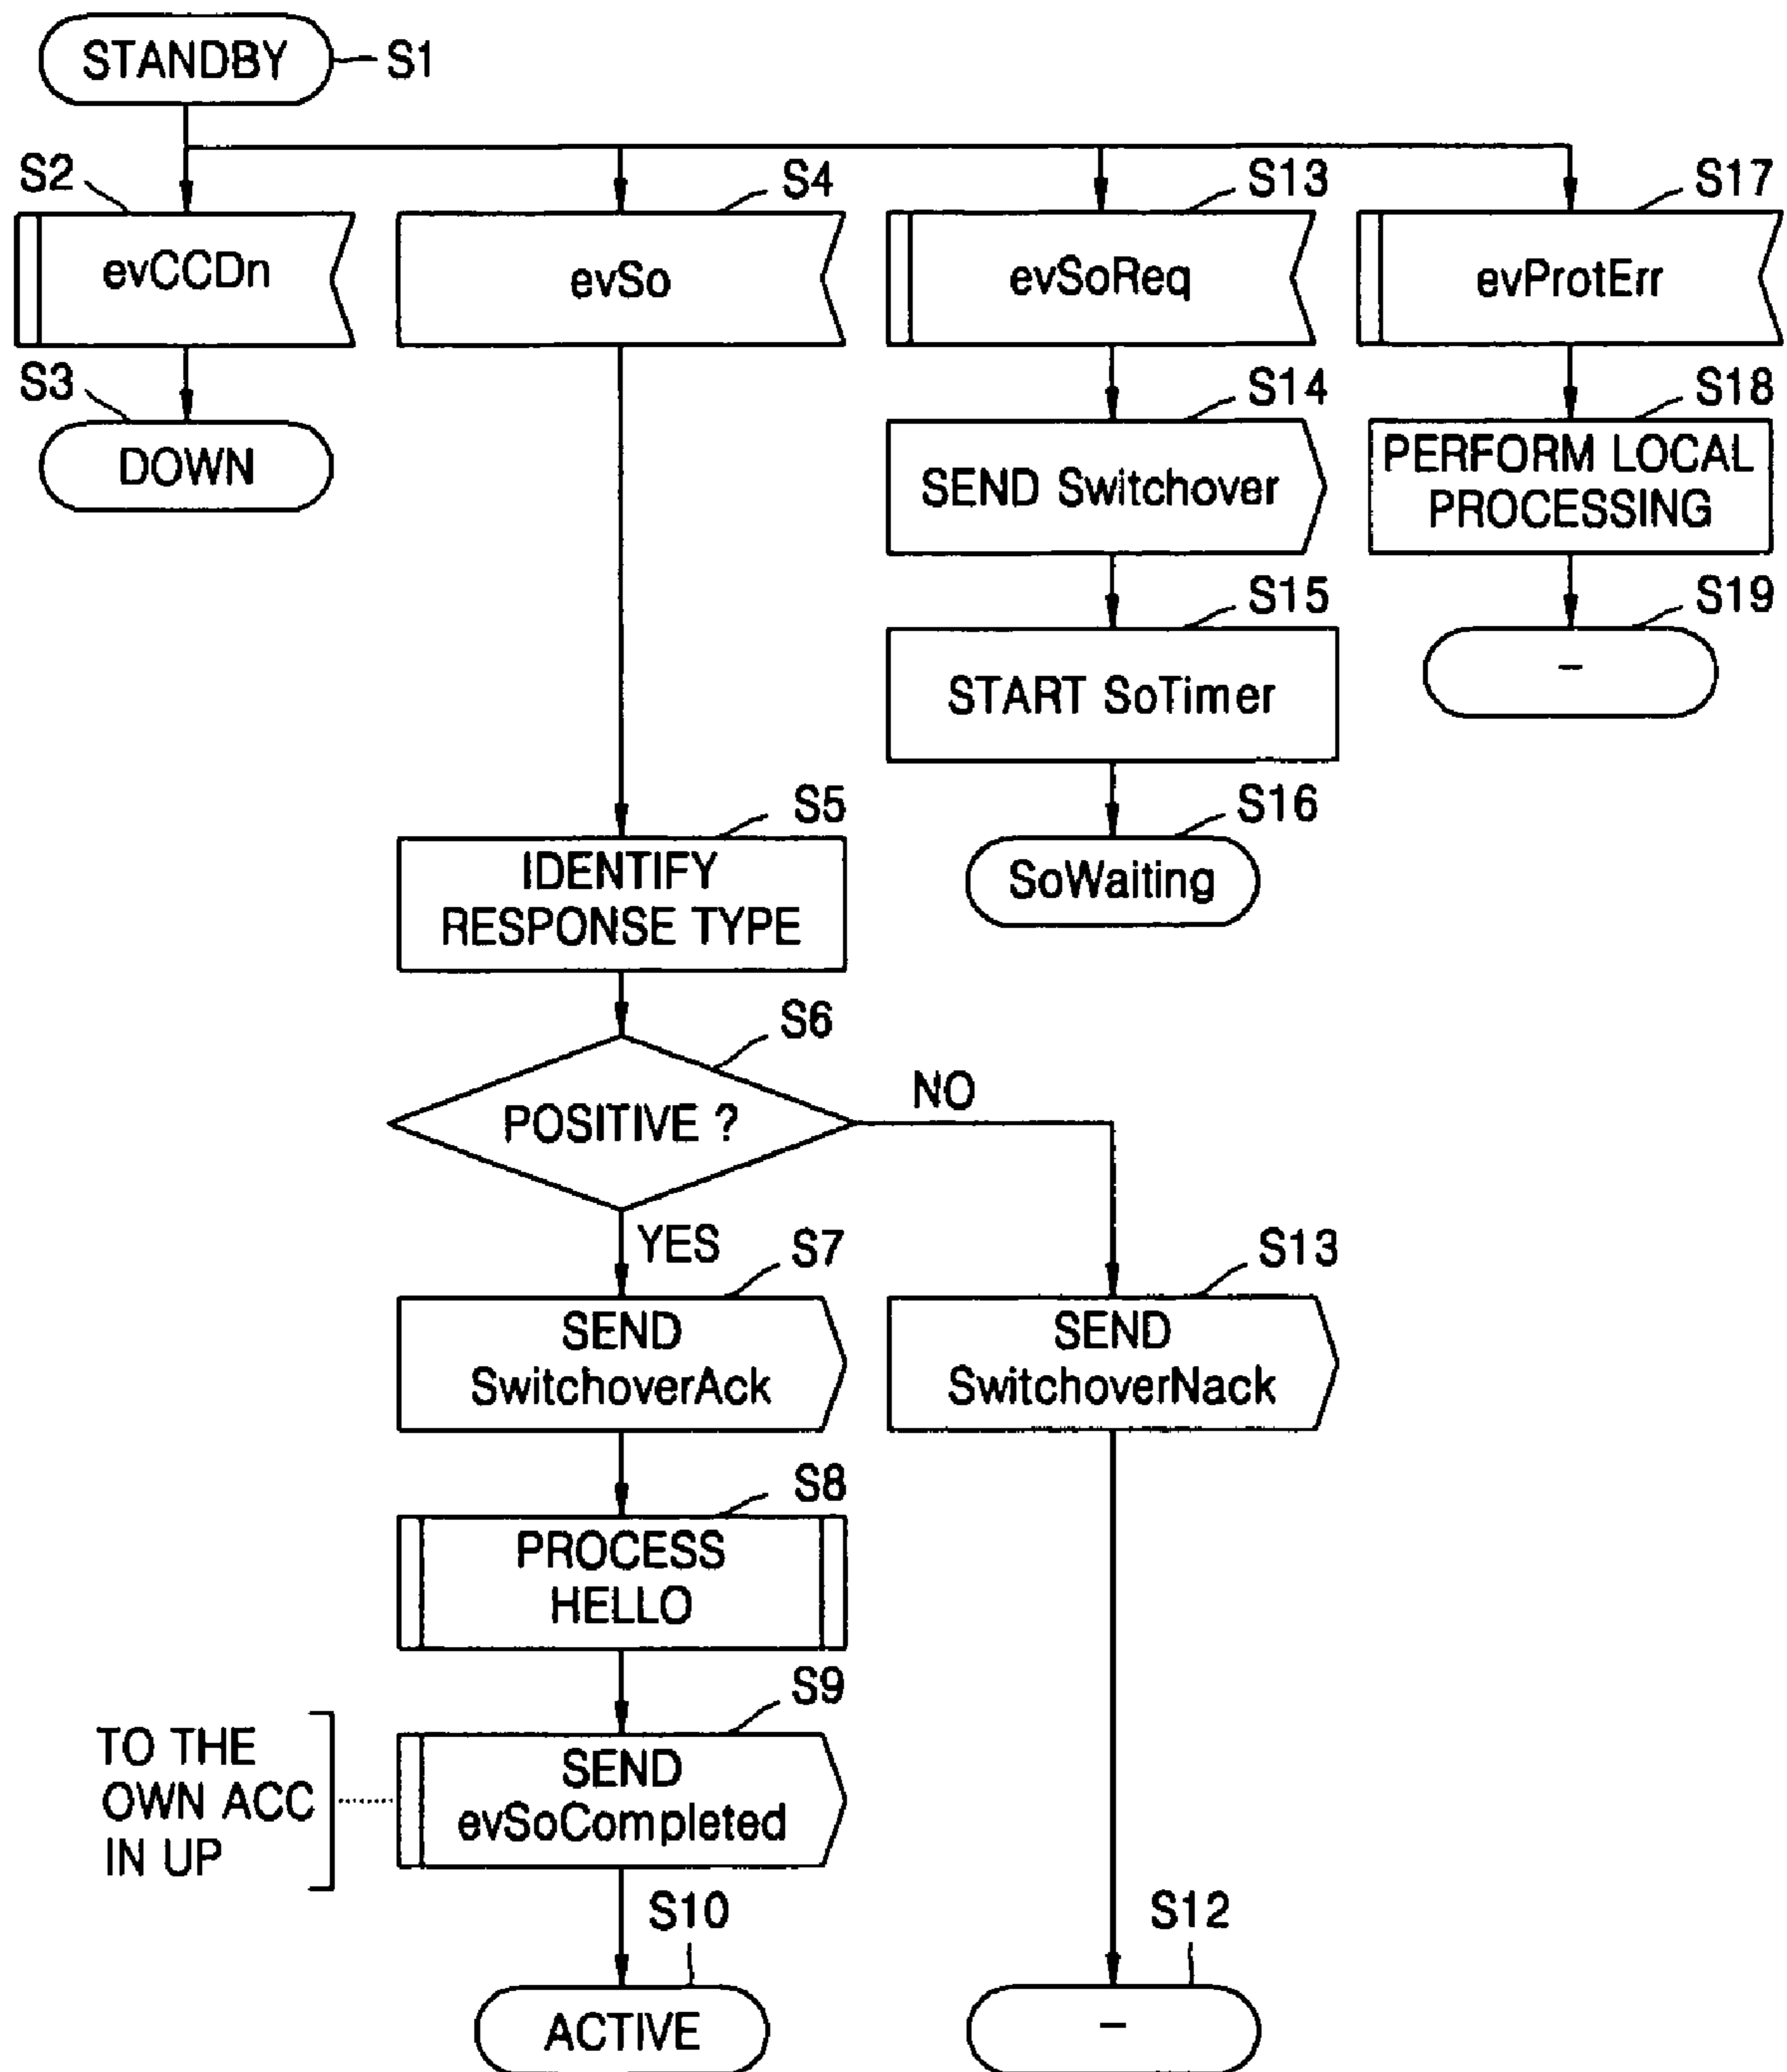 STANDBY
S1
S2
S4
S13
S17
evCCDn
evSo
evSoReq
evProtErr
S3
S14
S18
DOWN
SEND Switchover
PERFORM LOCAL
PROCESSING
S15
S19
START SoTimer
–
S5
S16
IDENTIFY
RESPONSE TYPE
SoWaiting
S6
POSITIVE ?
NO
YES
S7
S13
SEND
SwitchoverAck
SEND
SwitchoverNack
S8
PROCESS
HELLO
S9
TO THE
OWN ACC
IN UP
SEND
evSoCompleted
S10
S12
ACTIVE
–